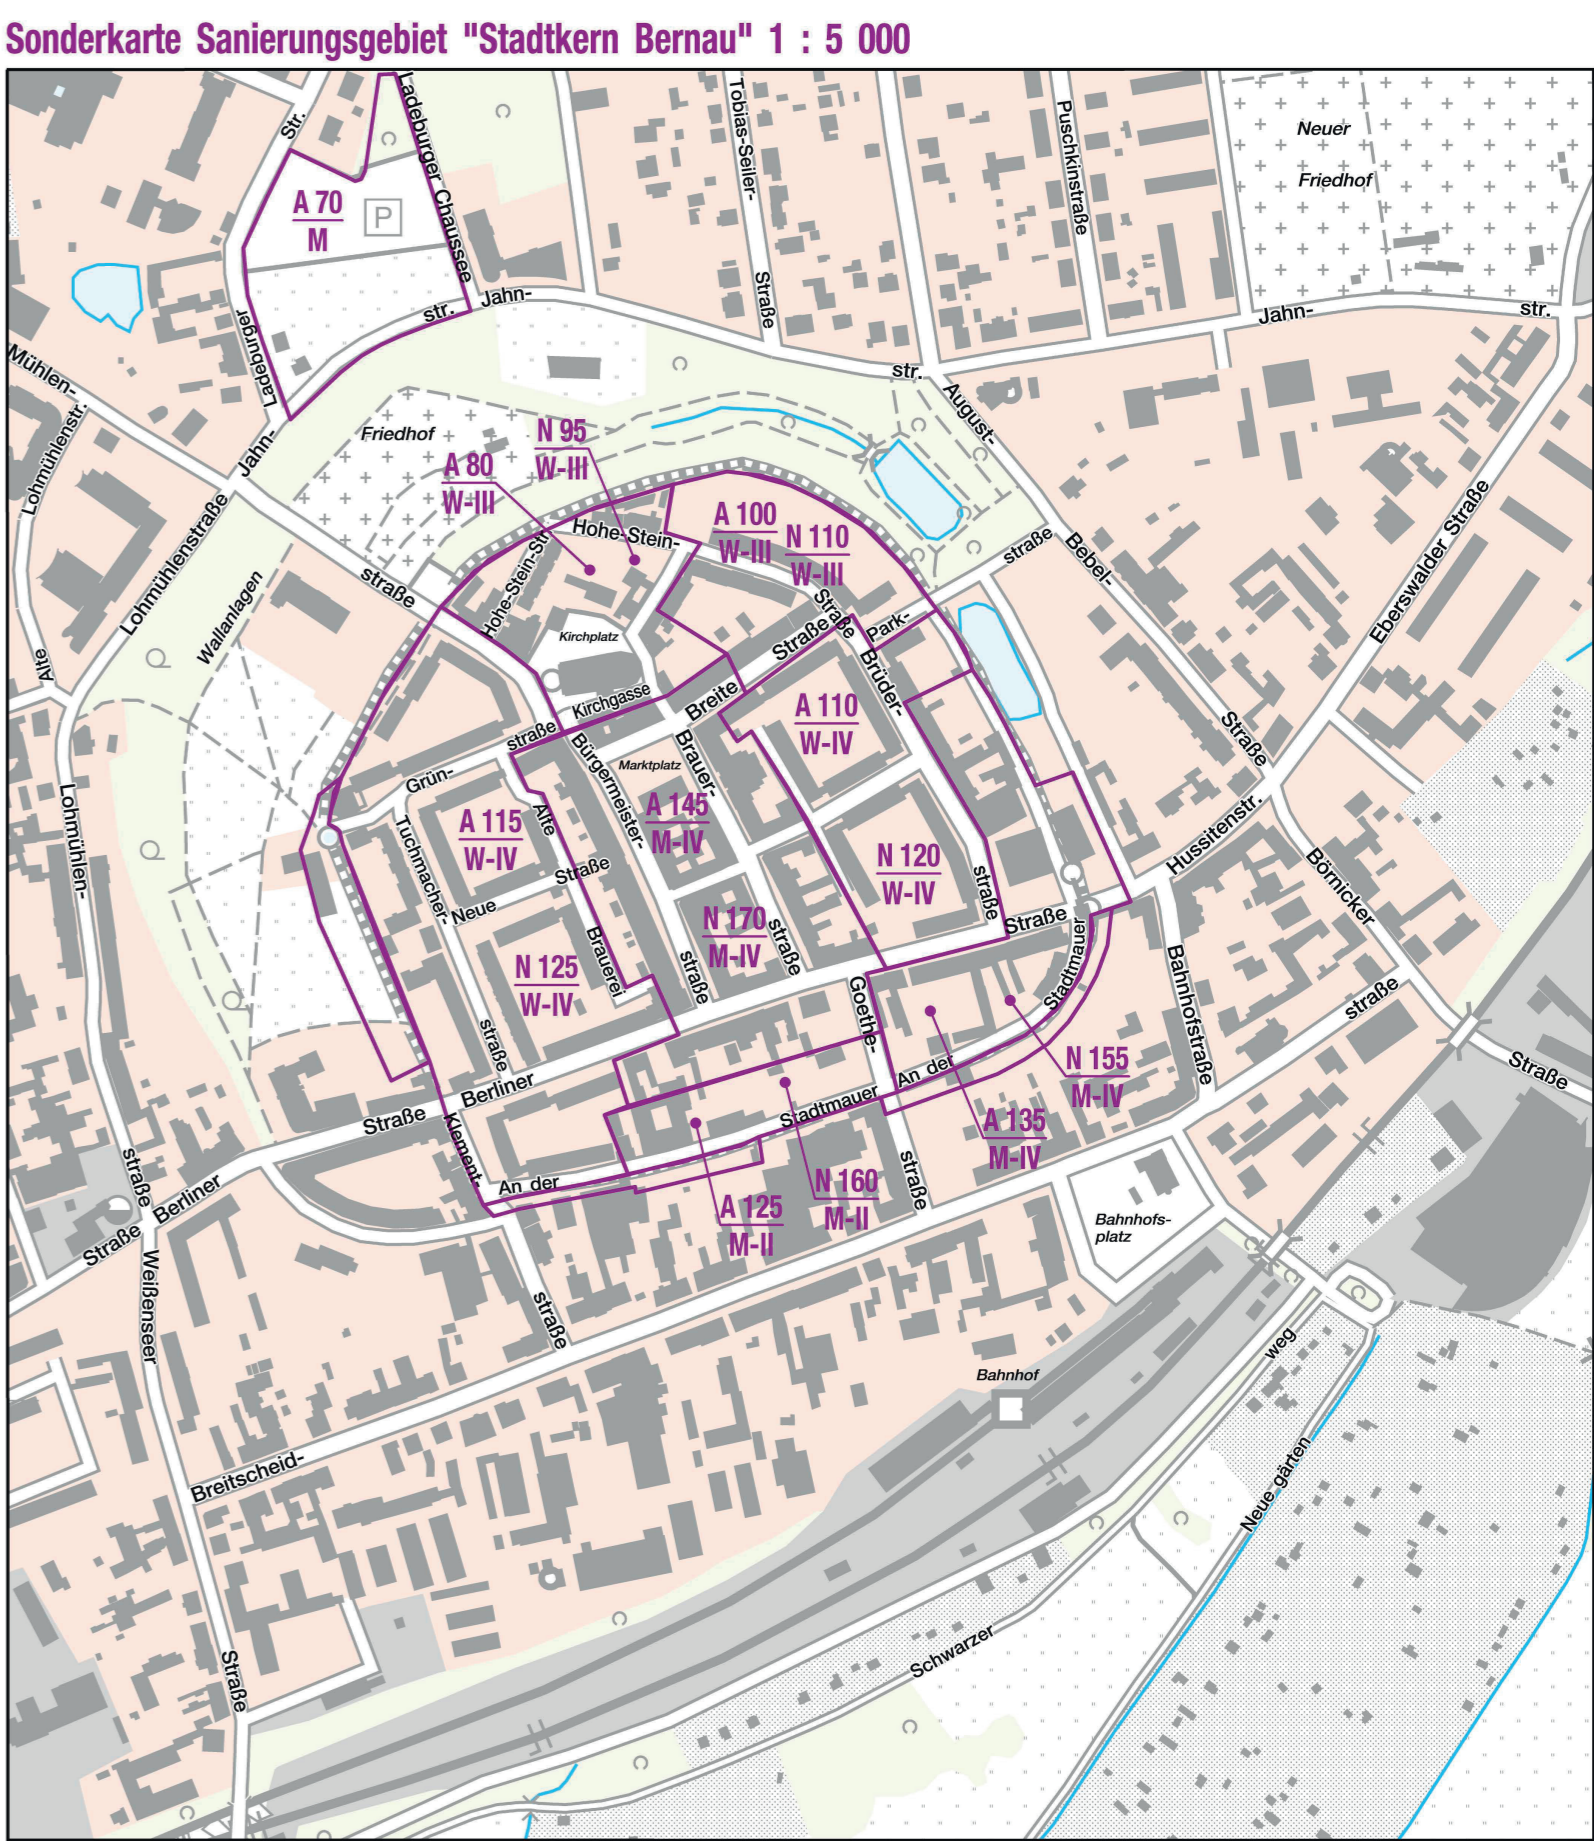 Sonderkarte Sanierungsgebiet "Stadtkern Bernau" 1 : 5 000
Str.
Ladeburger Chaussee
Tobias-Seiler-
Straße
Puschkinstraße
Neuer
Friedhof
A 70
M
P
Jahn-
str.
Jahn-
str.
Ladeburger
str.
Mühlen-
Lohmühlenstr.
Jahn-
Friedhof
N 95
W-III
A 80
W-III
August-
Lohmühlenstraße
Hohe-Stein-
Hohe-Stein-Str.
A 100
W-III
N 110
W-III
straße
Bebel-
Eberswalder Straße
straße
Wallanlagen
Alte
Kirchplatz
Straße
Straße
Park-
Brüder-
Kirchgasse
Breite
A 110
W-IV
straße
Straße
Grün-
Bürgermeister-
Marktplatz
Brauer-
Lohmühlen-
A 115
W-IV
Alte
A 145
M-IV
Tuchmacher-
Hussitenstr.
Straße
Neue
N 120
W-IV
straße
Börnicker
N 170
M-IV
straße
Straße
Stadtmauer
N 125
W-IV
Brauerei
straße
Goethe-
Bahnhofstraße
straße
straße
Berliner
Straße
Klement-
An der
Stadtmauer
N 155
M-IV
A 135
M-IV
Straße
straße
Berliner
Straße
An der
N 160
M-II
A 125
M-II
straße
Bahnhofs-
platz
Weißenseer
straße
Bahnhof
weg
Breitscheid-
Neue gärten
Schwarzer
Straße